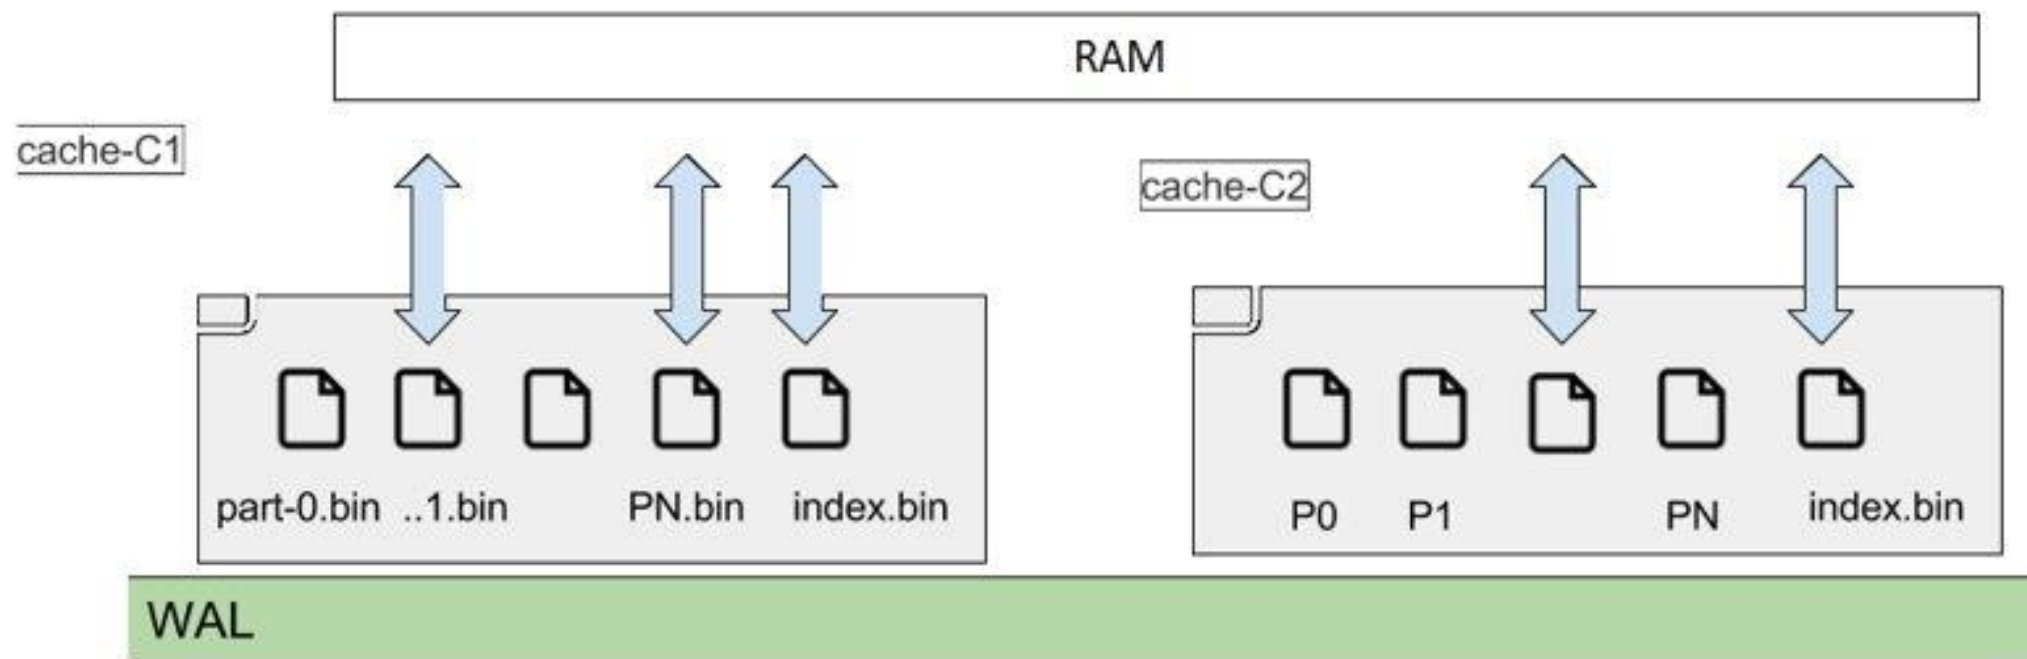 RAM
cache-C1
cache-C2
part-0.bin ..1.bin PN.bin index.bin
P0 P1 PN index.bin
WAL